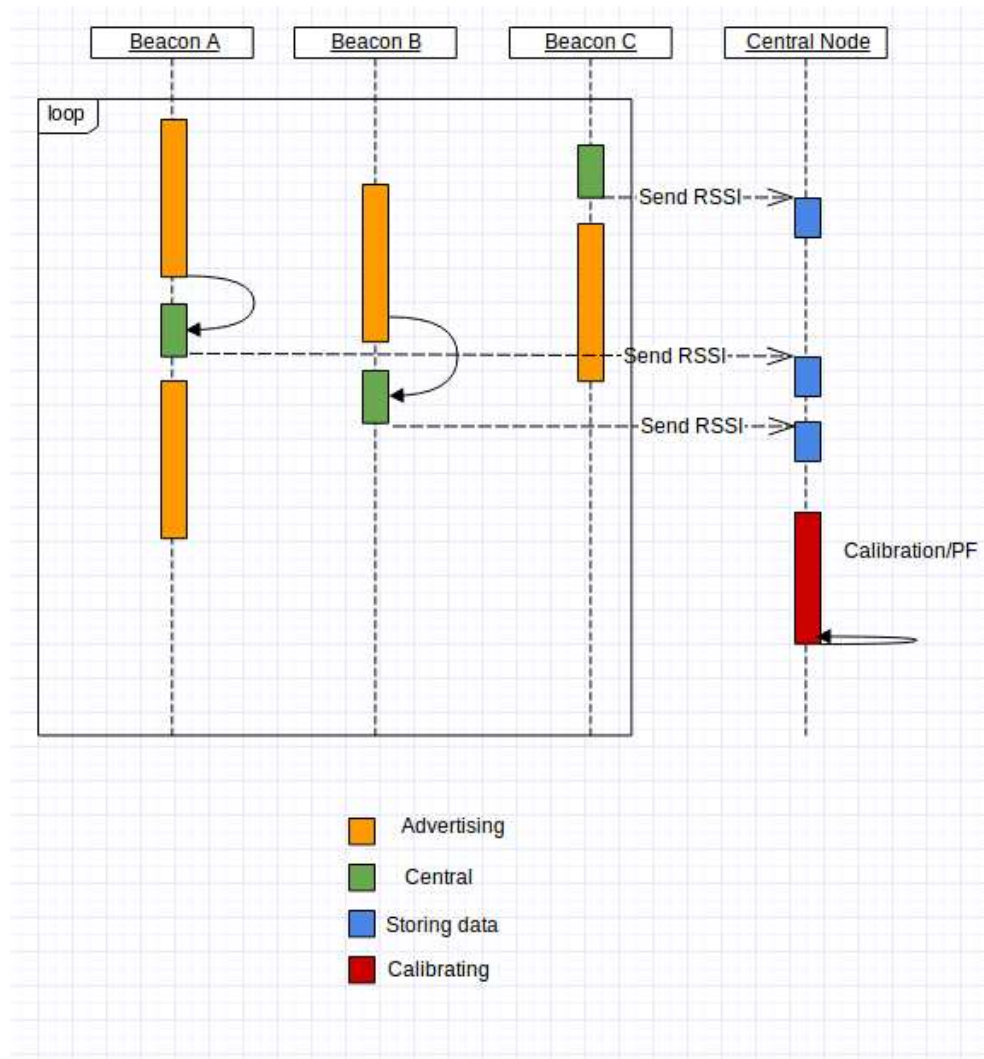 Beacon A
Beacon B
Beacon C
Central Node
loop
Send RSSI
Send RSSI
Send RSSI
Calibration/PF
Advertising
Central
Storing data
Calibrating